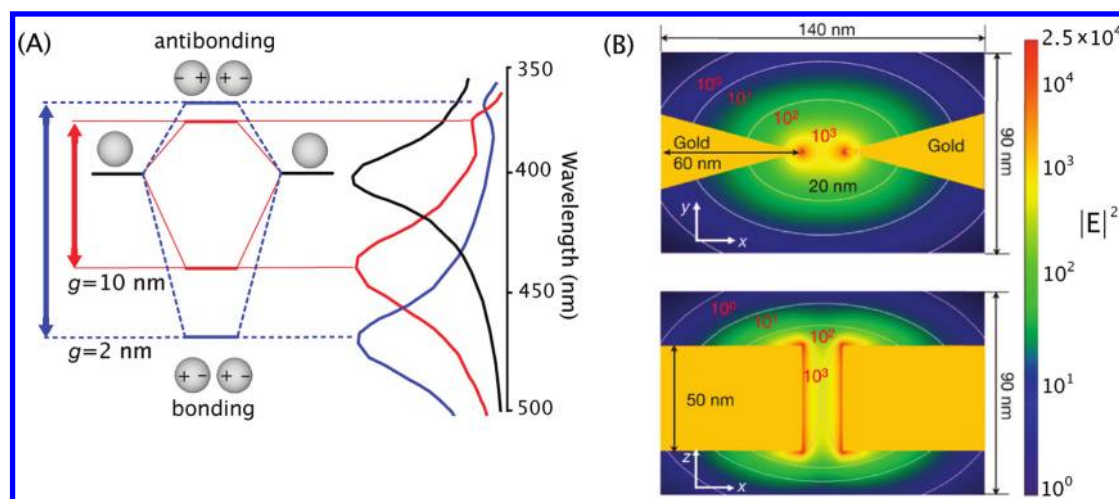 (A)
antibonding
− + + −
g=10 nm
g=2 nm
+ − + −
bonding
350
400
450
500
Wavelength (nm)
(B)
140 nm
10⁰
10¹
10²
10³
Gold
60 nm
Gold
20 nm
y
x
90 nm
10⁰
10¹
10²
10³
50 nm
z
x
90 nm
2.5×10⁴
10⁴
10³
|E|²
10²
10¹
10⁰